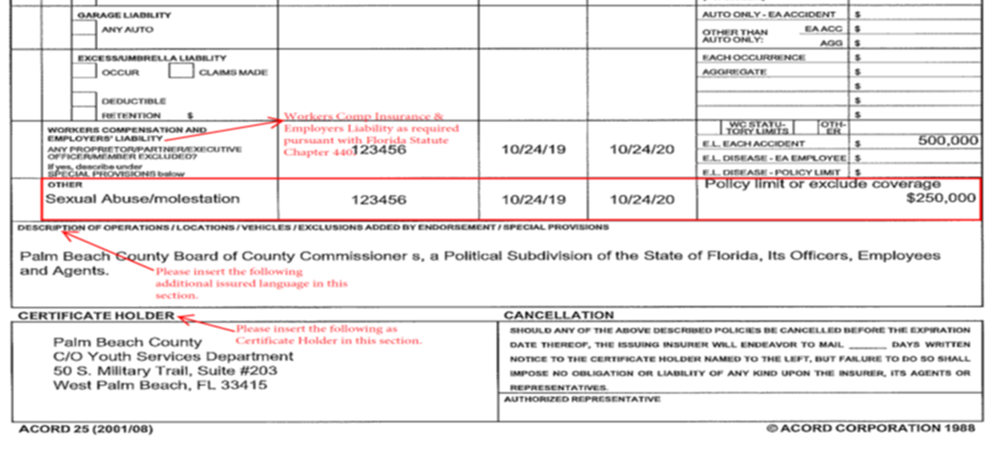 GARAGE LIABILITY
ANY AUTO
AUTO ONLY - EA ACCIDENT $
OTHER THAN AUTO ONLY: EA ACC $
AGG $
EXCESS/UMBRELLA LIABILITY
OCCUR CLAIMS MADE
DEDUCTIBLE
RETENTION $
EACH OCCURRENCE $
AGGREGATE $
$
$
$
WORKERS COMPENSATION AND
EMPLOYERS' LIABILITY
ANY PROPRIETOR/PARTNER/EXECUTIVE
OFFICER/MEMBER EXCLUDED?
If yes, describe under
SPECIAL PROVISIONS below
Workers Comp Insurance &
Employers Liability as required
pursuant with Florida Statute
Chapter 440.
123456 10/24/19 10/24/20
WC STATU-
TORY LIMITS
OTH-
ER
E.L. EACH ACCIDENT $ 500,000
E.L. DISEASE - EA EMPLOYEE $
E.L. DISEASE - POLICY LIMIT $
OTHER
Sexual Abuse/molestation 123456 10/24/19 10/24/20
Policy limit or exclude coverage
$250,000
DESCRIPTION OF OPERATIONS / LOCATIONS / VEHICLES / EXCLUSIONS ADDED BY ENDORSEMENT / SPECIAL PROVISIONS
Palm Beach County Board of County Commissioner s, a Political Subdivision of the State of Florida, Its Officers, Employees
and Agents.
Please insert the following
additional issured language in this
section.
CERTIFICATE HOLDER
Please insert the following as
Certificate Holder in this section.
Palm Beach County
C/O Youth Services Department
50 S. Military Trail, Suite #203
West Palm Beach, FL 33415
CANCELLATION
SHOULD ANY OF THE ABOVE DESCRIBED POLICIES BE CANCELLED BEFORE THE EXPIRATION
DATE THEREOF, THE ISSUING INSURER WILL ENDEAVOR TO MAIL ______ DAYS WRITTEN
NOTICE TO THE CERTIFICATE HOLDER NAMED TO THE LEFT, BUT FAILURE TO DO SO SHALL
IMPOSE NO OBLIGATION OR LIABILITY OF ANY KIND UPON THE INSURER, ITS AGENTS OR
REPRESENTATIVES.
AUTHORIZED REPRESENTATIVE
ACORD 25 (2001/08)
© ACORD CORPORATION 1988